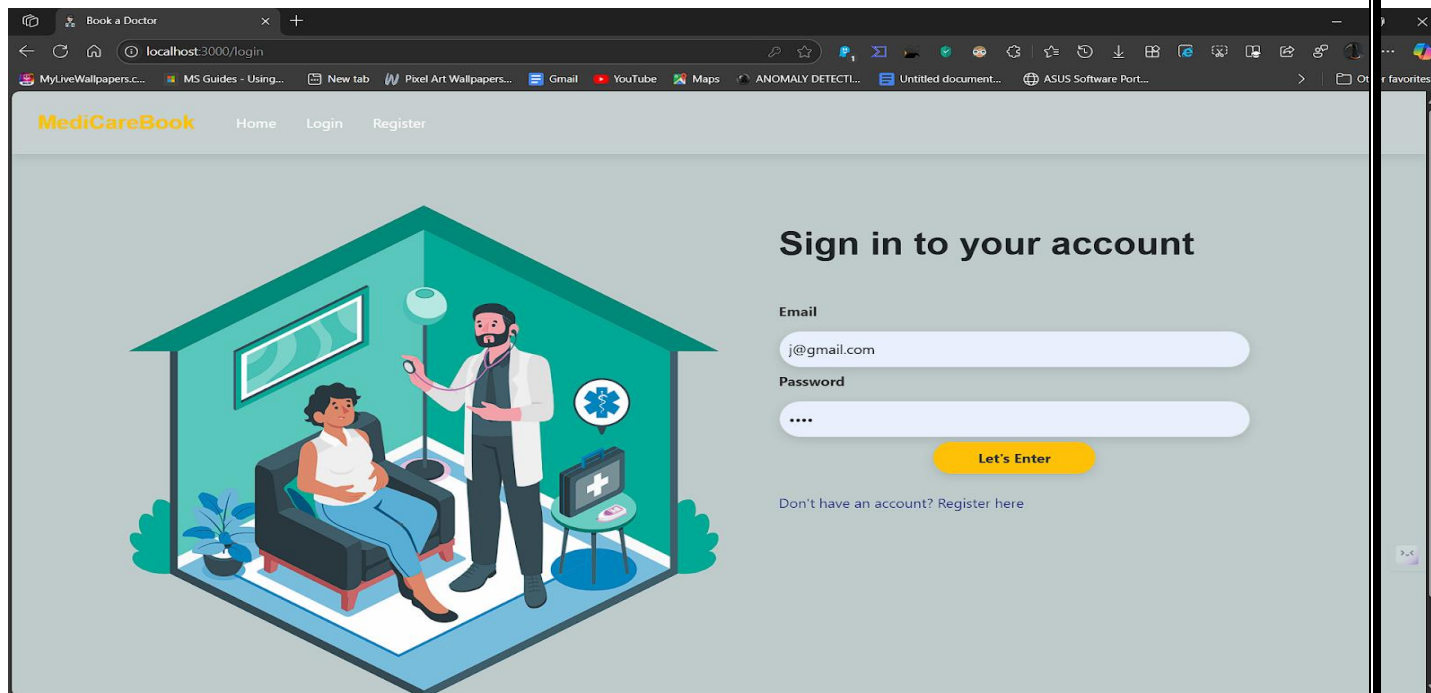 Book a Doctor
localhost:3000/login
1
MyLiveWallpapers.c...
MS Guides - Using...
New tab
Pixel Art Wallpapers...
Gmail
YouTube
Maps
ANOMALY DETECTI...
Untitled document...
ASUS Software Port...
favorites
MediCareBook Home Login Register
Sign in to your account
Email
j@gmail.com
Password
••••
Let's Enter
Don't have an account? Register here